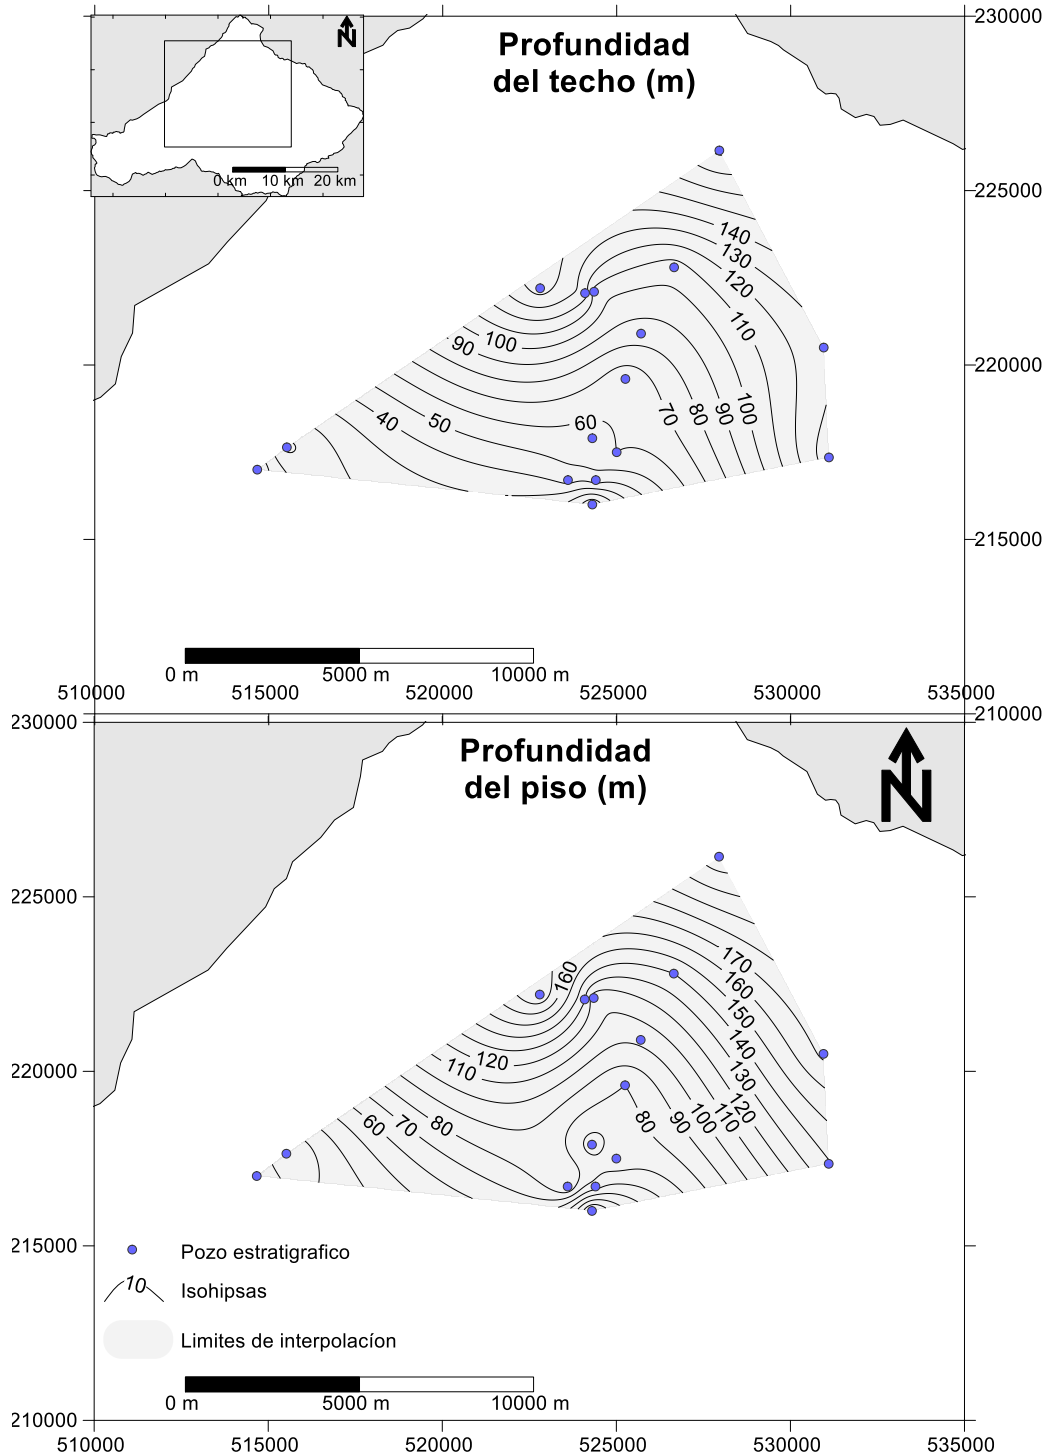 N
0 km 10 km 20 km
Profundidad
del techo (m)
230000
225000
220000
215000
210000
140
130
120
110
100
90
100
90
80
70
60
50
40
0 m 5000 m 10000 m
510000 515000 520000 525000 530000 535000
Profundidad
del piso (m)
N
230000
225000
220000
215000
210000
170
160
150
140
130
120
110
100
90
80
160
120
110
80
70
60
Pozo estratigrafico
10
Isohipsas
Limites de interpolacíon
0 m 5000 m 10000 m
510000 515000 520000 525000 530000 535000